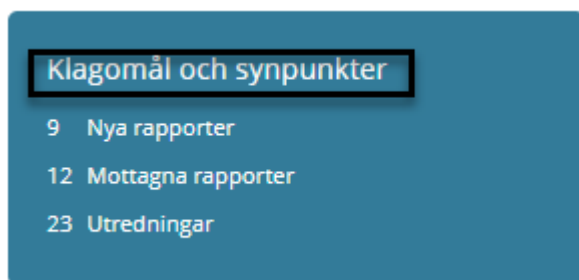 Klagomål och synpunkter
9 Nya rapporter
12 Mottagna rapporter
23 Utredningar